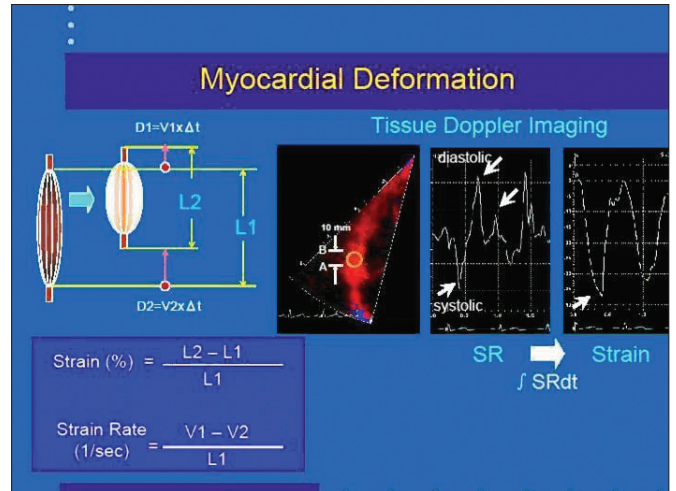 Myocardial Deformation
D1=V1xΔt
L2
L1
D2=V2xΔt
Tissue Doppler Imaging
10 mm
B
A
diastolic
systolic
SR
Strain
∫ SRdt
Strain (%) = L2 – L1
L1
Strain Rate
(1/sec) = V1 – V2
L1